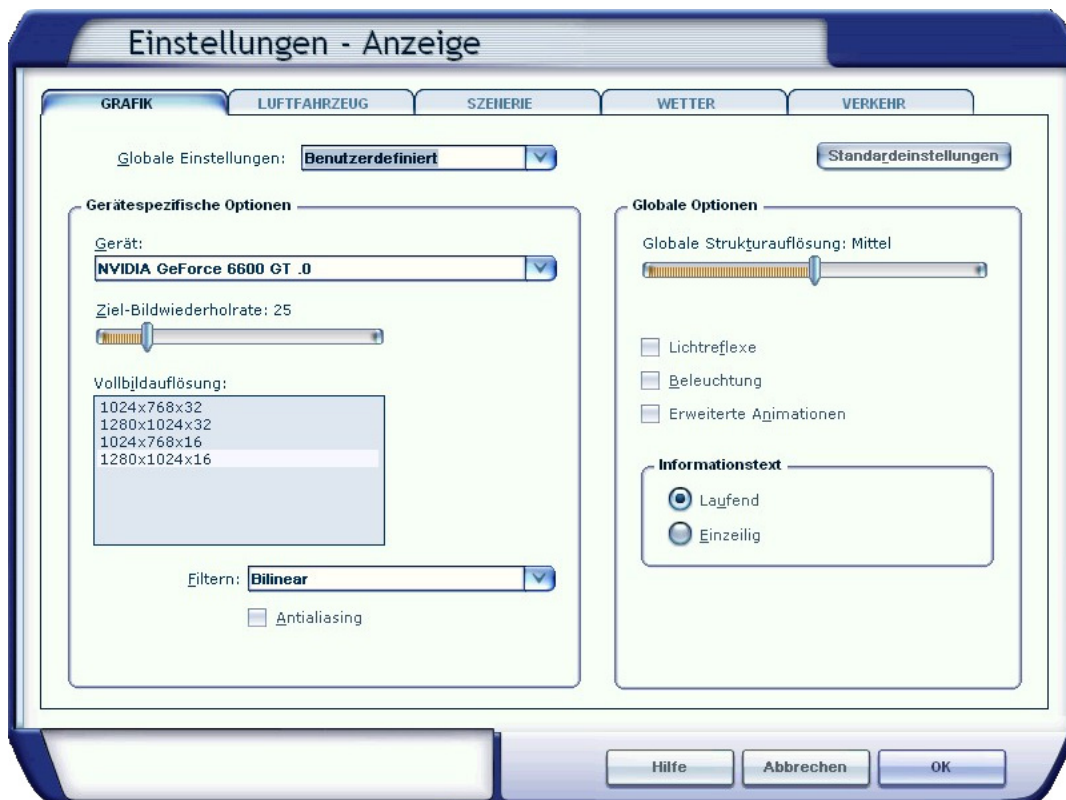 Einstellungen - Anzeige
GRAFIK
LUFTFAHRZEUG
SZENERIE
WETTER
VERKEHR
Globale Einstellungen: Benutzerdefiniert
Standardeinstellungen
Gerätespezifische Optionen
Gerät:
NVIDIA GeForce 6600 GT .0
Ziel-Bildwiederholrate: 25
Vollbildauflösung:
1024x768x32
1280x1024x32
1024x768x16
1280x1024x16
Filtern: Bilinear
Antialiasing
Globale Optionen
Globale Strukturauflösung: Mittel
Lichtreflexe
Beleuchtung
Erweiterte Animationen
Informationstext
Laufend
Einzeilig
Hilfe
Abbrechen
OK